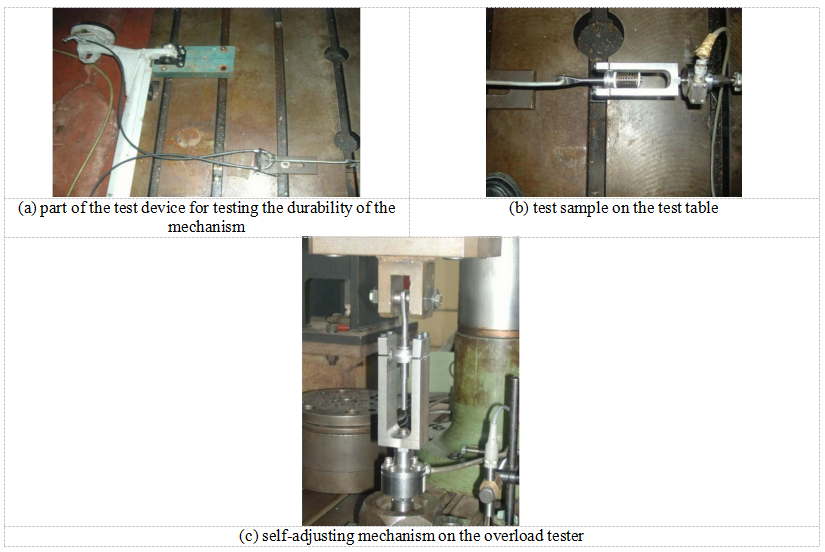 (a) part of the test device for testing the durability of the
mechanism
(b) test sample on the test table
(c) self-adjusting mechanism on the overload tester